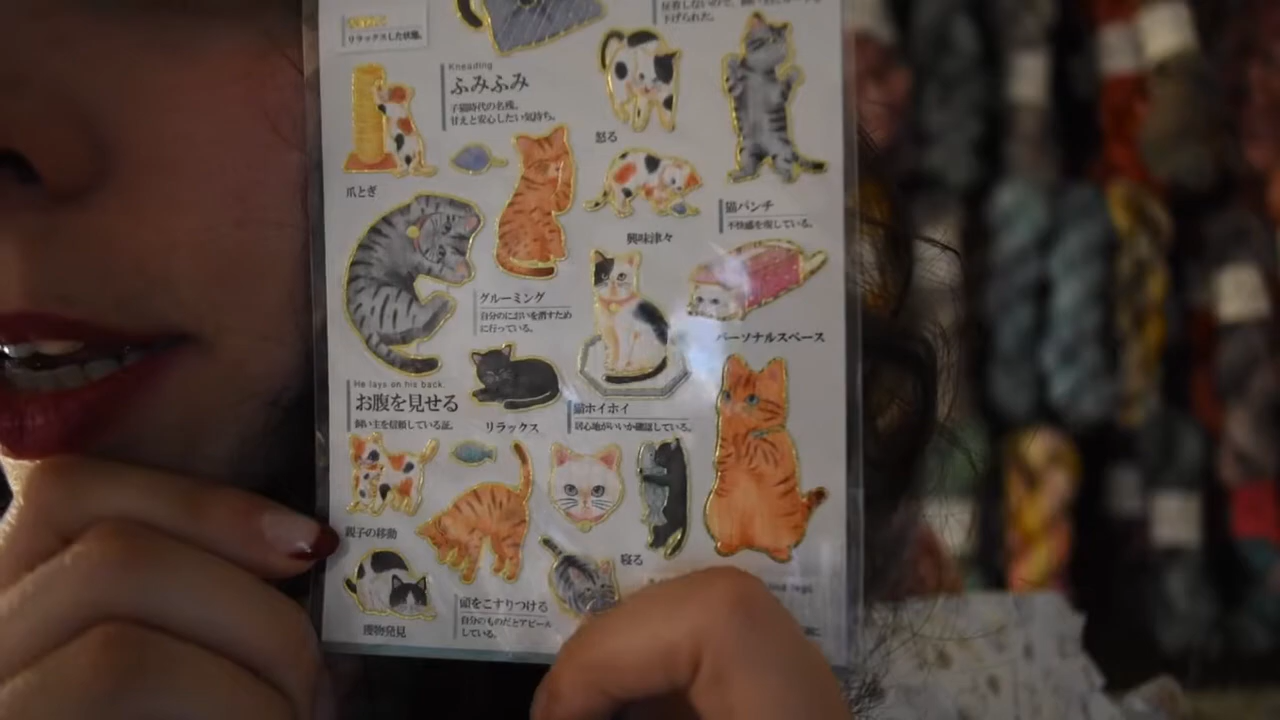 リラックスした状態。
下げられた。
Kneading
ふみふみ
子猫時代の名残。
甘えと安心したい気持ち。
怒る
爪とぎ
猫パンチ
不快感を表している。
興味津々
グルーミング
自分のにおいを消すため
に行っている。
パーソナルスペース
He lays on his back.
お腹を見せる
飼い主を信頼している証。
リラックス
猫ホイホイ
居心地がいいか確認している。
親子の移動
寝る
頭をこすりつける
自分のものだとアピール
している。
獲物発見